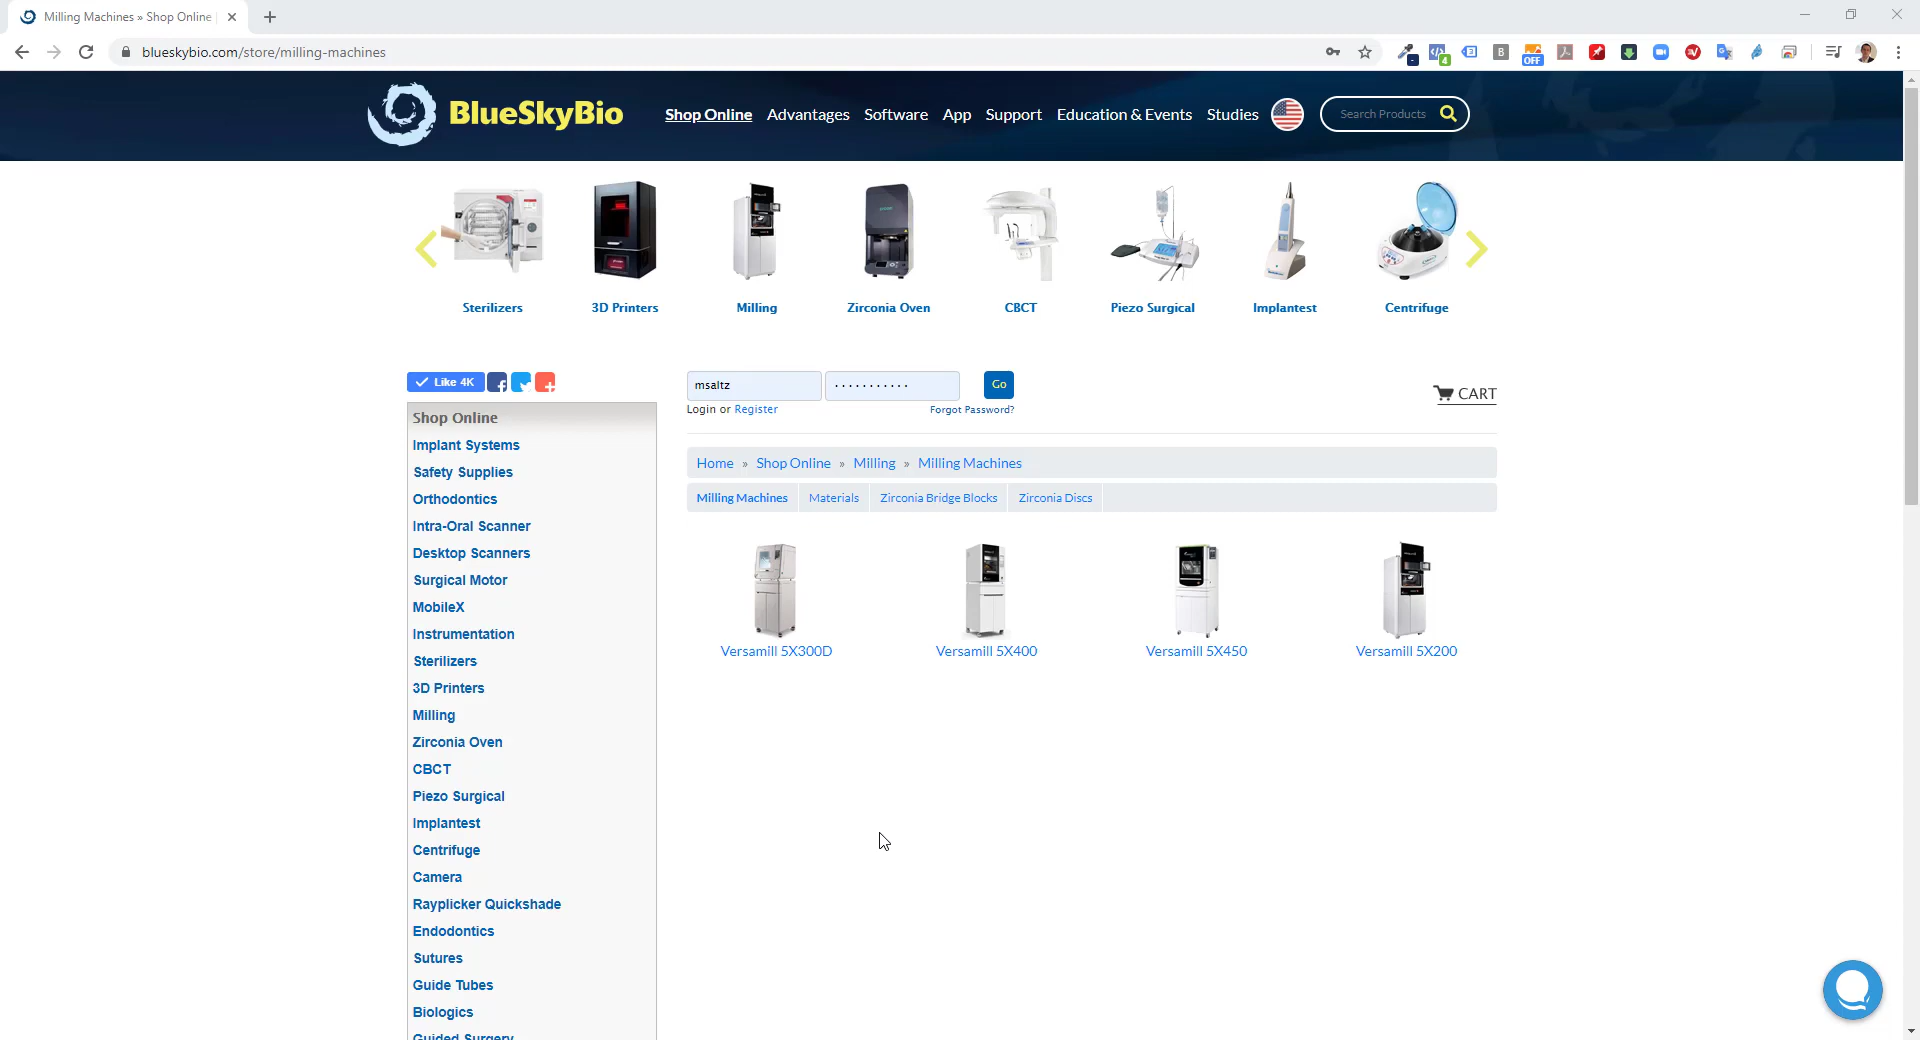 Milling Machines » Shop Online |
blueskybio.com/store/milling-machines
4
B
OFF
BlueSkyBio
Shop Online Advantages Software App Support Education & Events Studies
Search Products
Sterilizers 3D Printers Milling Zirconia Oven CBCT Piezo Surgical Implantest Centrifuge
Like 4K
msaltz
Go
Login or Register
Forgot Password?
CART
Home » Shop Online » Milling » Milling Machines
Milling Machines Materials Zirconia Bridge Blocks Zirconia Discs
Versamill 5X300D Versamill 5X400 Versamill 5X450 Versamill 5X200
Shop Online
Implant Systems
Safety Supplies
Orthodontics
Intra-Oral Scanner
Desktop Scanners
Surgical Motor
MobileX
Instrumentation
Sterilizers
3D Printers
Milling
Zirconia Oven
CBCT
Piezo Surgical
Implantest
Centrifuge
Camera
Rayplicker Quickshade
Endodontics
Sutures
Guide Tubes
Biologics
Guided Surgery